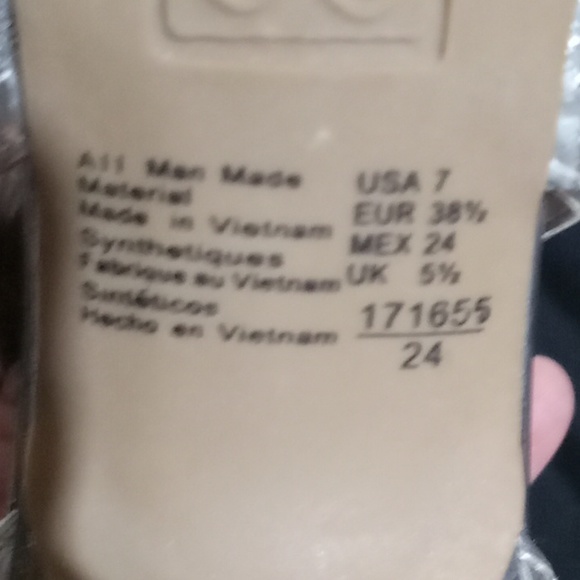 All Man Made
Material
Made in Vietnam
Synthetiques
Fabrique au Vietnam
Sintéticos
Hecho en Vietnam
USA 7
EUR 38½
MEX 24
UK 5½
171655
24